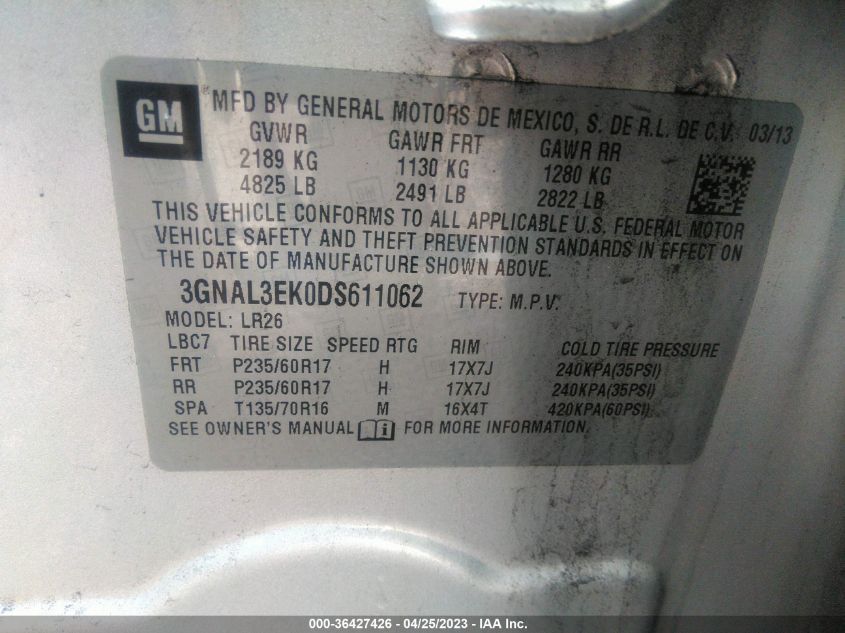 GM
MFD BY GENERAL MOTORS DE MEXICO, S. DE R.L. DE C.V. 03/13
GVWR GAWR FRT GAWR RR
2189 KG 1130 KG 1280 KG
4825 LB 2491 LB 2822 LB
THIS VEHICLE CONFORMS TO ALL APPLICABLE U.S. FEDERAL MOTOR
VEHICLE SAFETY AND THEFT PREVENTION STANDARDS IN EFFECT ON
THE DATE OF MANUFACTURE SHOWN ABOVE.
3GNAL3EK0DS611062 TYPE: M.P.V.
MODEL: LR26
LBC7 TIRE SIZE SPEED RTG RIM COLD TIRE PRESSURE
FRT P235/60R17 H 17X7J 240KPA(35PSI)
RR P235/60R17 H 17X7J 240KPA(35PSI)
SPA T135/70R16 M 16X4T 420KPA(60PSI)
SEE OWNER'S MANUAL i FOR MORE INFORMATION.
000-36427426 - 04/25/2023 - IAA Inc.